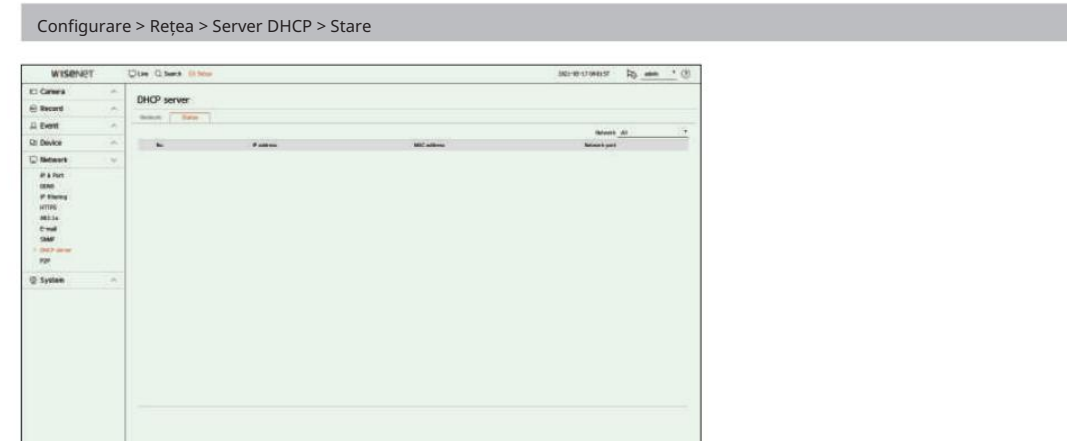 Configurare > Rețea > Server DHCP > Stare
WISENET Live Search Setup admin
Camera
DHCP server
Record
Network Status
Event
Network All
Device
No IP address MAC address Network port
Network
IP & Port
DDNS
IP filtering
HTTPS
802.1x
E-mail
SNMP
DHCP server
P2P
System